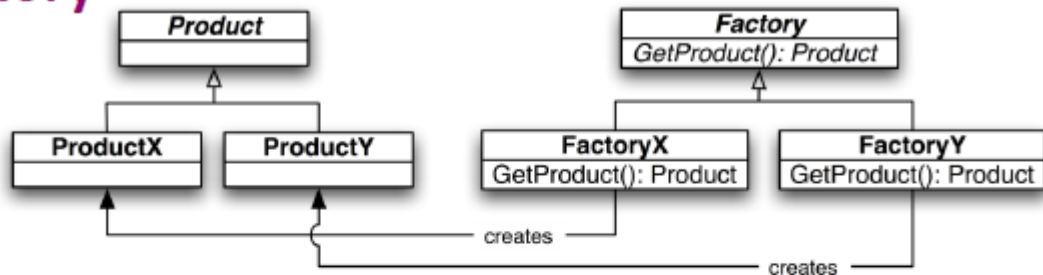 Product
Factory
GetProduct(): Product
ProductX
ProductY
FactoryX
GetProduct(): Product
FactoryY
GetProduct(): Product
creates
creates